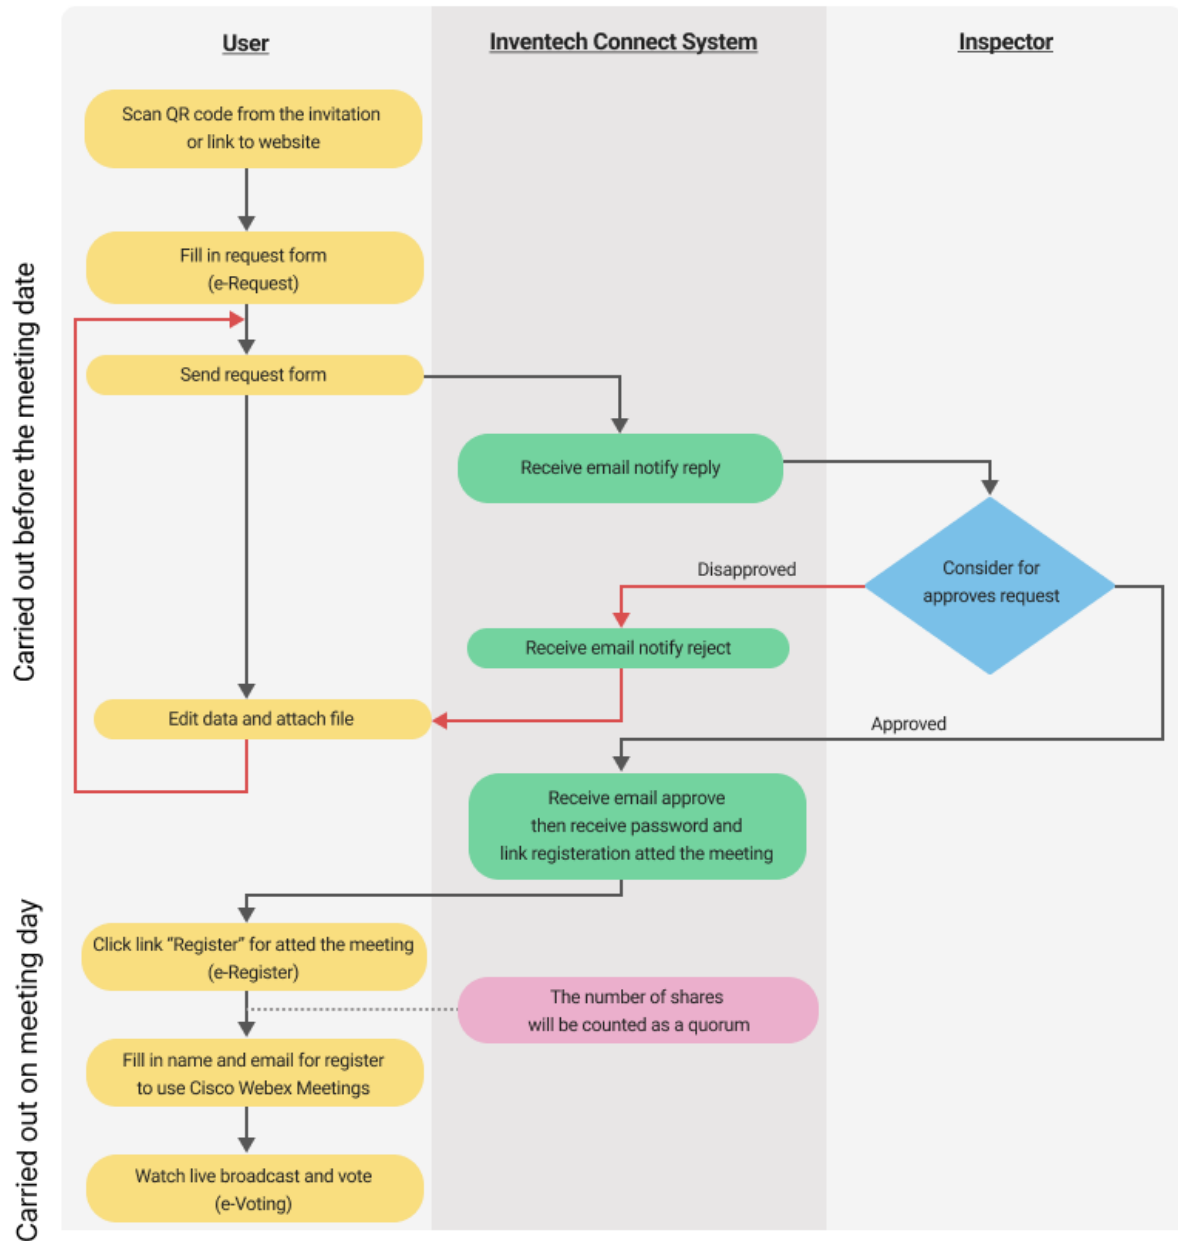 User
Inventech Connect System
Inspector
Carried out before the meeting date
Scan QR code from the invitation
or link to website
Fill in request form
(e-Request)
Send request form
Receive email notify reply
Consider for
approves request
Disapproved
Receive email notify reject
Edit data and attach file
Approved
Receive email approve
then receive password and
link registeration atted the meeting
Carried out on meeting day
Click link “Register” for atted the meeting
(e-Register)
The number of shares
will be counted as a quorum
Fill in name and email for register
to use Cisco Webex Meetings
Watch live broadcast and vote
(e-Voting)